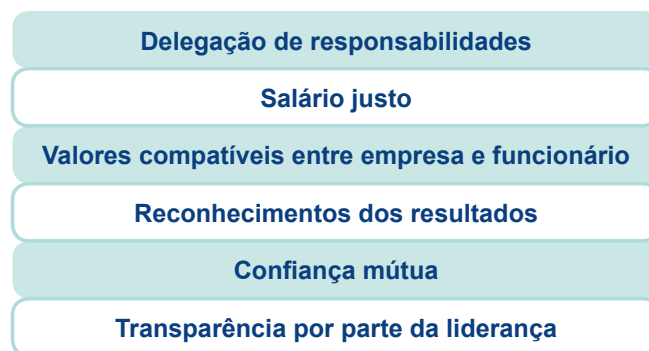 Delegação de responsabilidades
Salário justo
Valores compatíveis entre empresa e funcionário
Reconhecimentos dos resultados
Confiança mútua
Transparência por parte da liderança